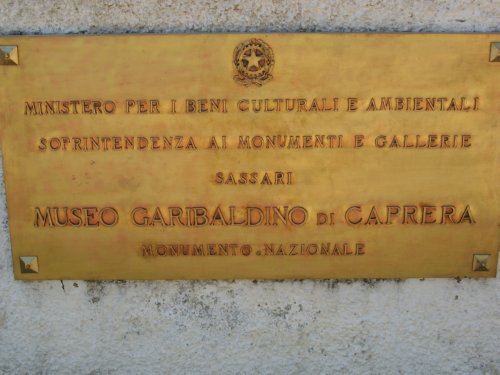 MINISTERO PER I BENI CULTURALI E AMBIENTALI
SOPRINTENDENZA AI MONUMENTI E GALLERIE
SASSARI
MUSEO GARIBALDINO DI CAPRERA
MONUMENTO NAZIONALE